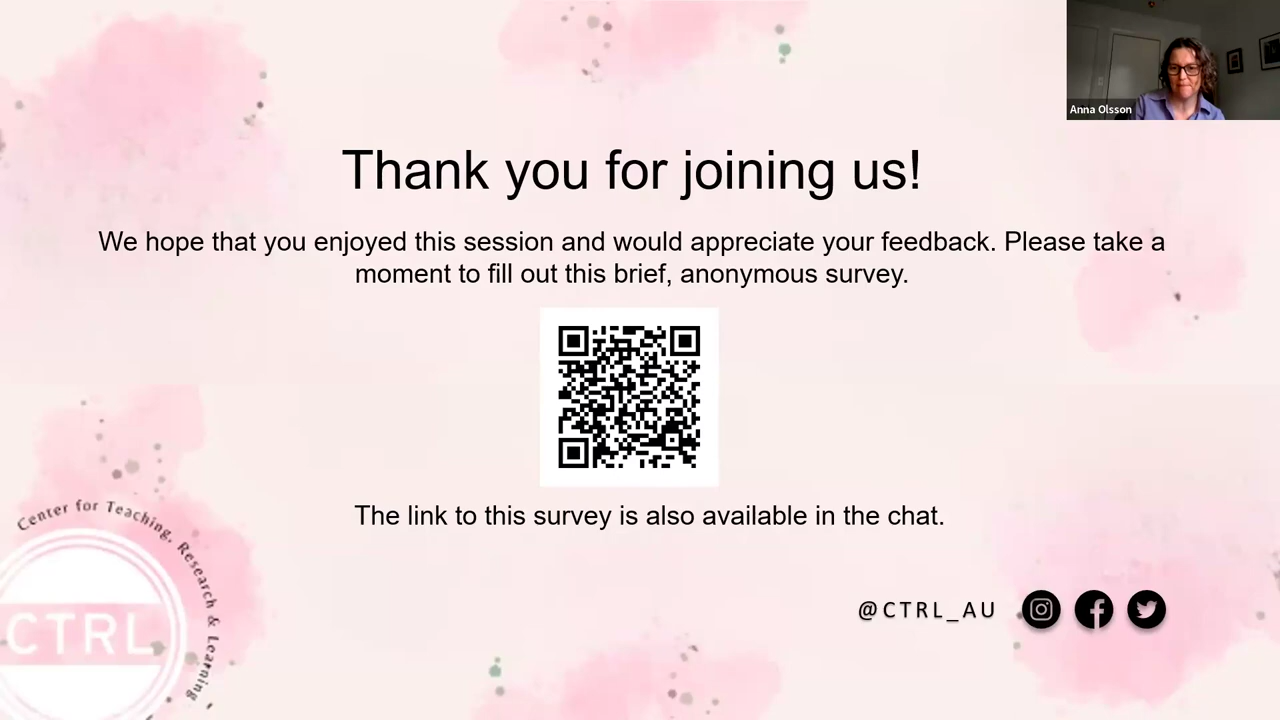 Anna Olsson
Thank you for joining us!
We hope that you enjoyed this session and would appreciate your feedback. Please take a
moment to fill out this brief, anonymous survey.
The link to this survey is also available in the chat.
Center for Teaching, Research & Learning
CTRL
@CTRL_AU